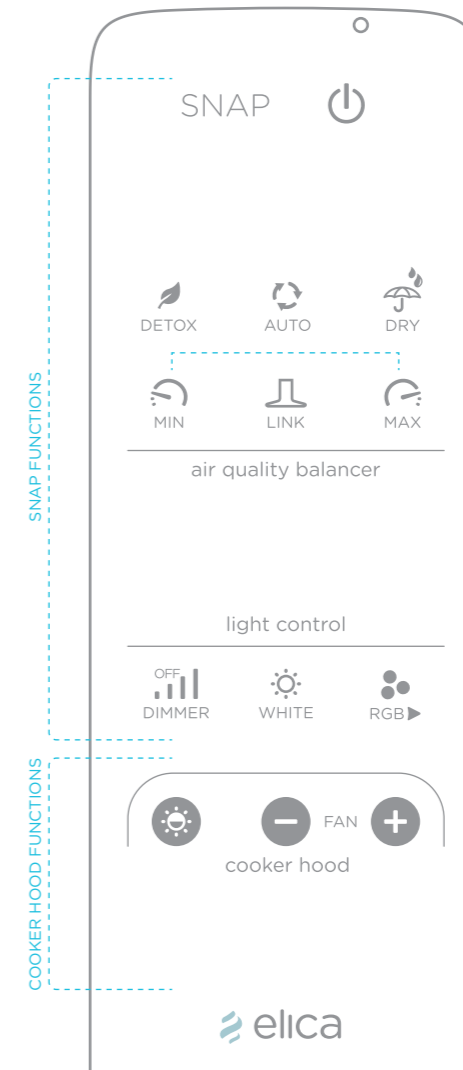 SNAP
DETOX AUTO DRY
MIN LINK MAX
air quality balancer
SNAP FUNCTIONS
light control
OFF
DIMMER WHITE RGB
FAN
cooker hood
COOKER HOOD FUNCTIONS
elica